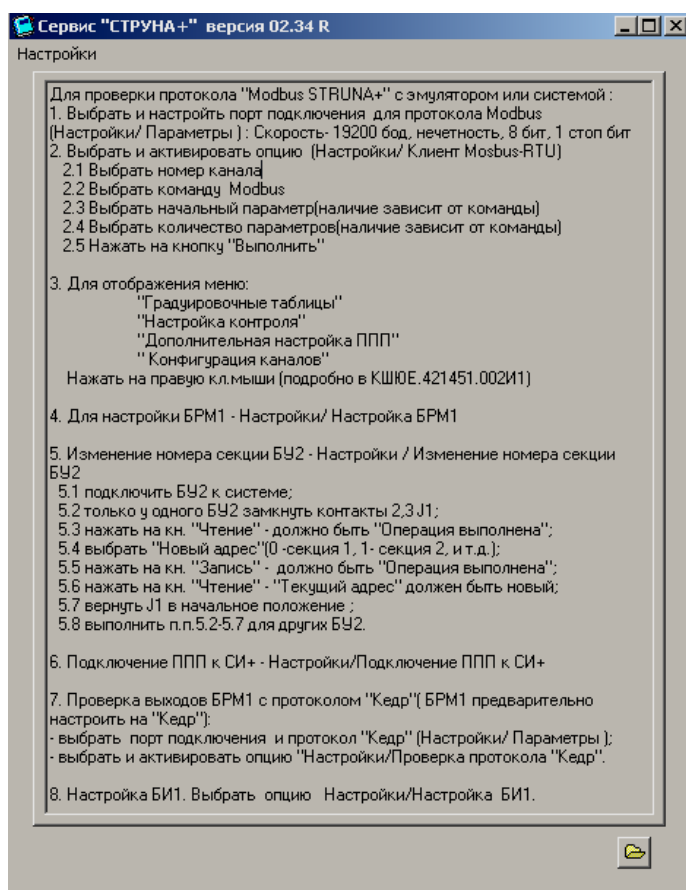 Сервис "СТРУНА+" версия 02.34 R
Настройки
Для проверки протокола "Modbus STRUNA+" с эмулятором или системой :
1. Выбрать и настроить порт подключения для протокола Modbus
(Настройки/ Параметры ) : Скорость- 19200 бод, нечетность, 8 бит, 1 стоп бит
2. Выбрать и активировать опцию (Настройки/ Клиент Mosbus-RTU)
2.1 Выбрать номер канала
2.2 Выбрать команду Modbus
2.3 Выбрать начальный параметр(наличие зависит от команды)
2.4 Выбрать количество параметров(наличие зависит от команды)
2.5 Нажать на кнопку "Выполнить"
3. Для отображения меню:
"Градуировочные таблицы"
"Настройка контроля"
"Дополнительная настройка ППП"
" Конфигурация каналов"
Нажать на правую кл.мыши (подробно в КШЮЕ.421451.002И1)
4. Для настройки БРМ1 - Настройки/ Настройка БРМ1
5. Изменение номера секции БУ2 - Настройки / Изменение номера секции
БУ2
5.1 подключить БУ2 к системе;
5.2 только у одного БУ2 замкнуть контакты 2,3 J1;
5.3 нажать на кн. "Чтение" - должно быть "Операция выполнена";
5.4 выбрать "Новый адрес"(0 -секция 1, 1- секция 2, и т.д.);
5.5 нажать на кн. "Запись" - должно быть "Операция выполнена";
5.6 нажать на кн. "Чтение" - "Текущий адрес" должен быть новый;
5.7 вернуть J1 в начальное положение ;
5.8 выполнить п.п.5.2-5.7 для других БУ2.
6. Подключение ППП к СИ+ - Настройки/Подключение ППП к СИ+
7. Проверка выходов БРМ1 с протоколом "Кедр"( БРМ1 предварительно
настроить на "Кедр"):
- выбрать порт подключения и протокол "Кедр" (Настройки/ Параметры );
- выбрать и активировать опцию "Настройки/Проверка протокола "Кедр".
8. Настройка БИ1. Выбрать опцию Настройки/Настройка БИ1.